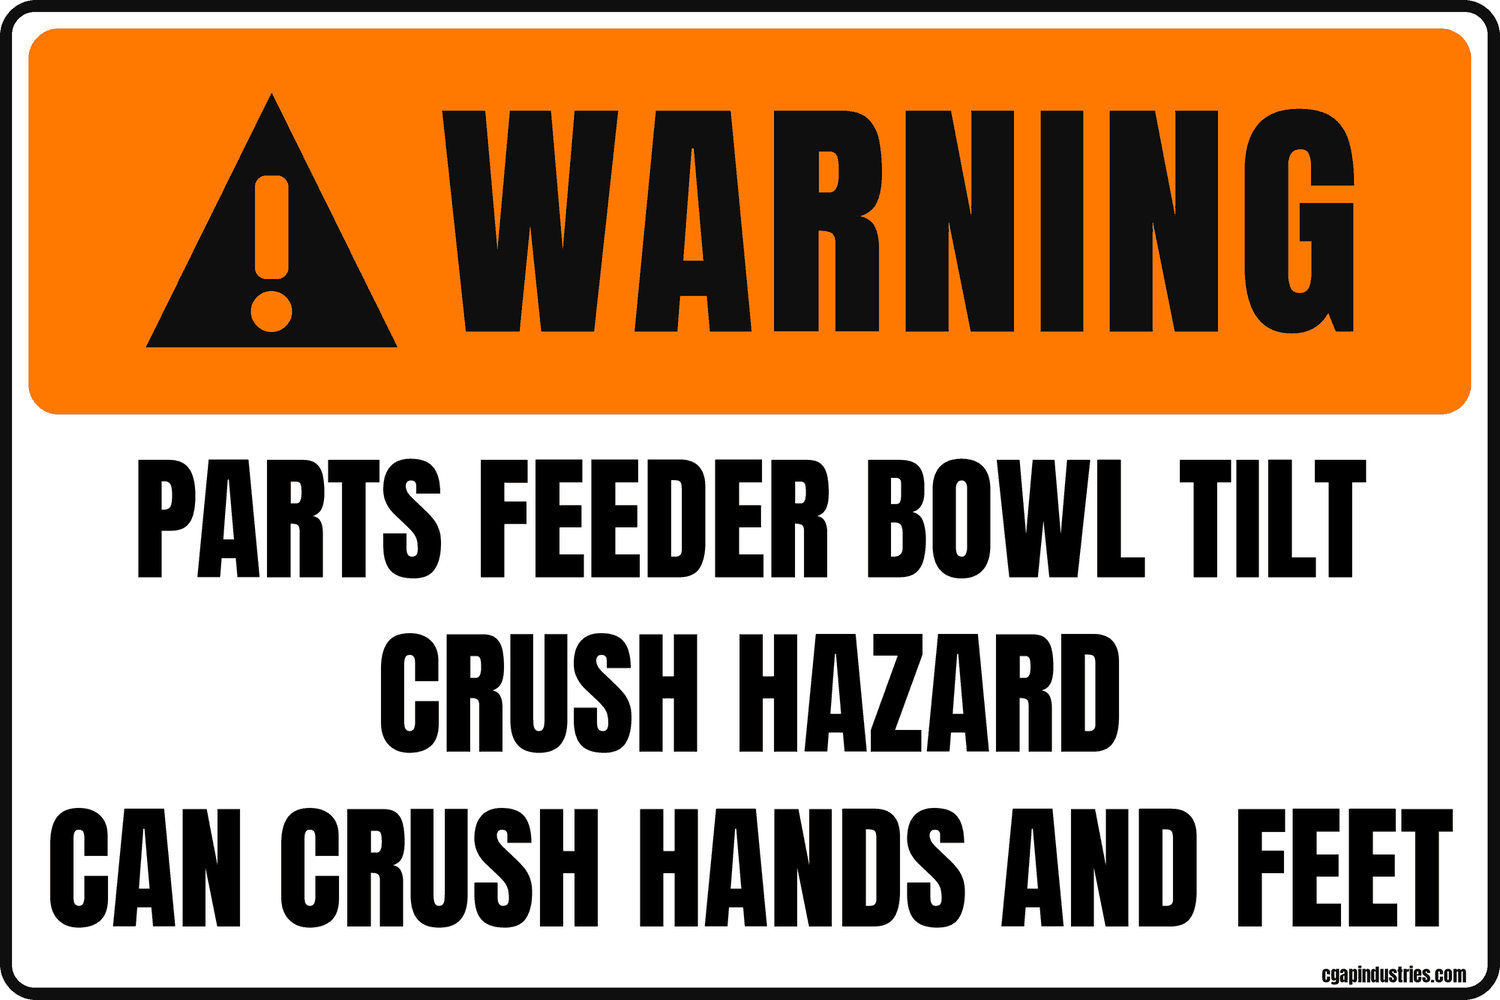 WARNING
PARTS FEEDER BOWL TILT
CRUSH HAZARD
CAN CRUSH HANDS AND FEET
cgapindustries.com